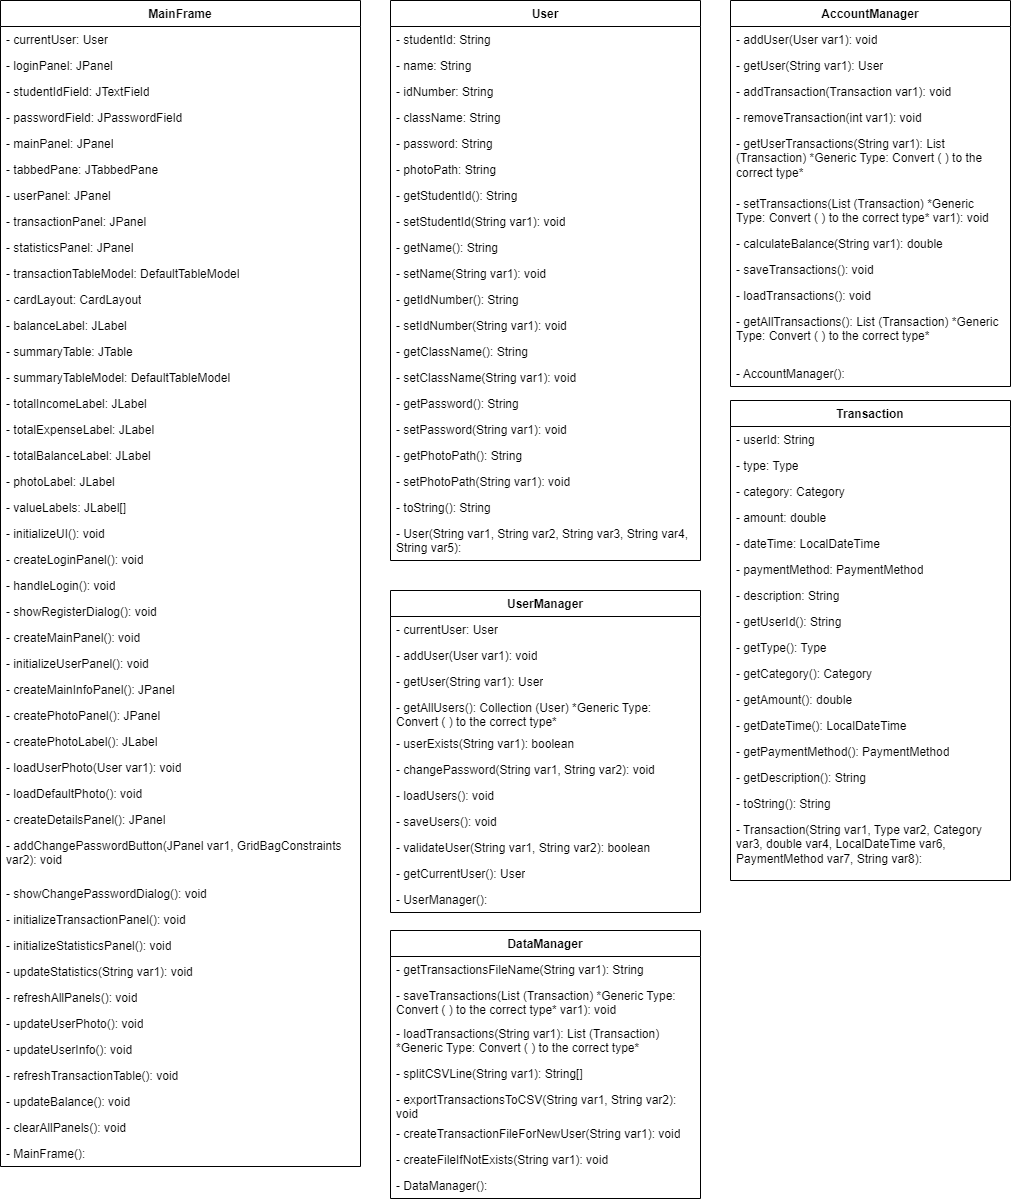 MainFrame
- currentUser: User
- loginPanel: JPanel
- studentIdField: JTextField
- passwordField: JPasswordField
- mainPanel: JPanel
- tabbedPane: JTabbedPane
- userPanel: JPanel
- transactionPanel: JPanel
- statisticsPanel: JPanel
- transactionTableModel: DefaultTableModel
- cardLayout: CardLayout
- balanceLabel: JLabel
- summaryTable: JTable
- summaryTableModel: DefaultTableModel
- totalIncomeLabel: JLabel
- totalExpenseLabel: JLabel
- totalBalanceLabel: JLabel
- photoLabel: JLabel
- valueLabels: JLabel[]
- initializeUI(): void
- createLoginPanel(): void
- handleLogin(): void
- showRegisterDialog(): void
- createMainPanel(): void
- initializeUserPanel(): void
- createMainInfoPanel(): JPanel
- createPhotoPanel(): JPanel
- createPhotoLabel(): JLabel
- loadUserPhoto(User var1): void
- loadDefaultPhoto(): void
- createDetailsPanel(): JPanel
- addChangePasswordButton(JPanel var1, GridBagConstraints
var2): void
- showChangePasswordDialog(): void
- initializeTransactionPanel(): void
- initializeStatisticsPanel(): void
- updateStatistics(String var1): void
- refreshAllPanels(): void
- updateUserPhoto(): void
- updateUserInfo(): void
- refreshTransactionTable(): void
- updateBalance(): void
- clearAllPanels(): void
- MainFrame():
User
- studentId: String
- name: String
- idNumber: String
- className: String
- password: String
- photoPath: String
- getStudentId(): String
- setStudentId(String var1): void
- getName(): String
- setName(String var1): void
- getIdNumber(): String
- setIdNumber(String var1): void
- getClassName(): String
- setClassName(String var1): void
- getPassword(): String
- setPassword(String var1): void
- getPhotoPath(): String
- setPhotoPath(String var1): void
- toString(): String
- User(String var1, String var2, String var3, String var4,
String var5):
UserManager
- currentUser: User
- addUser(User var1): void
- getUser(String var1): User
- getAllUsers(): Collection (User) *Generic Type:
Convert ( ) to the correct type*
- userExists(String var1): boolean
- changePassword(String var1, String var2): void
- loadUsers(): void
- saveUsers(): void
- validateUser(String var1, String var2): boolean
- getCurrentUser(): User
- UserManager():
DataManager
- getTransactionsFileName(String var1): String
- saveTransactions(List (Transaction) *Generic Type:
Convert ( ) to the correct type* var1): void
- loadTransactions(String var1): List (Transaction)
*Generic Type: Convert ( ) to the correct type*
- splitCSVLine(String var1): String[]
- exportTransactionsToCSV(String var1, String var2):
void
- createTransactionFileForNewUser(String var1): void
- createFileIfNotExists(String var1): void
- DataManager():
AccountManager
- addUser(User var1): void
- getUser(String var1): User
- addTransaction(Transaction var1): void
- removeTransaction(int var1): void
- getUserTransactions(String var1): List
(Transaction) *Generic Type: Convert ( ) to the
correct type*
- setTransactions(List (Transaction) *Generic
Type: Convert ( ) to the correct type* var1): void
- calculateBalance(String var1): double
- saveTransactions(): void
- loadTransactions(): void
- getAllTransactions(): List (Transaction) *Generic
Type: Convert ( ) to the correct type*
- AccountManager():
Transaction
- userId: String
- type: Type
- category: Category
- amount: double
- dateTime: LocalDateTime
- paymentMethod: PaymentMethod
- description: String
- getUserId(): String
- getType(): Type
- getCategory(): Category
- getAmount(): double
- getDateTime(): LocalDateTime
- getPaymentMethod(): PaymentMethod
- getDescription(): String
- toString(): String
- Transaction(String var1, Type var2, Category
var3, double var4, LocalDateTime var6,
PaymentMethod var7, String var8):